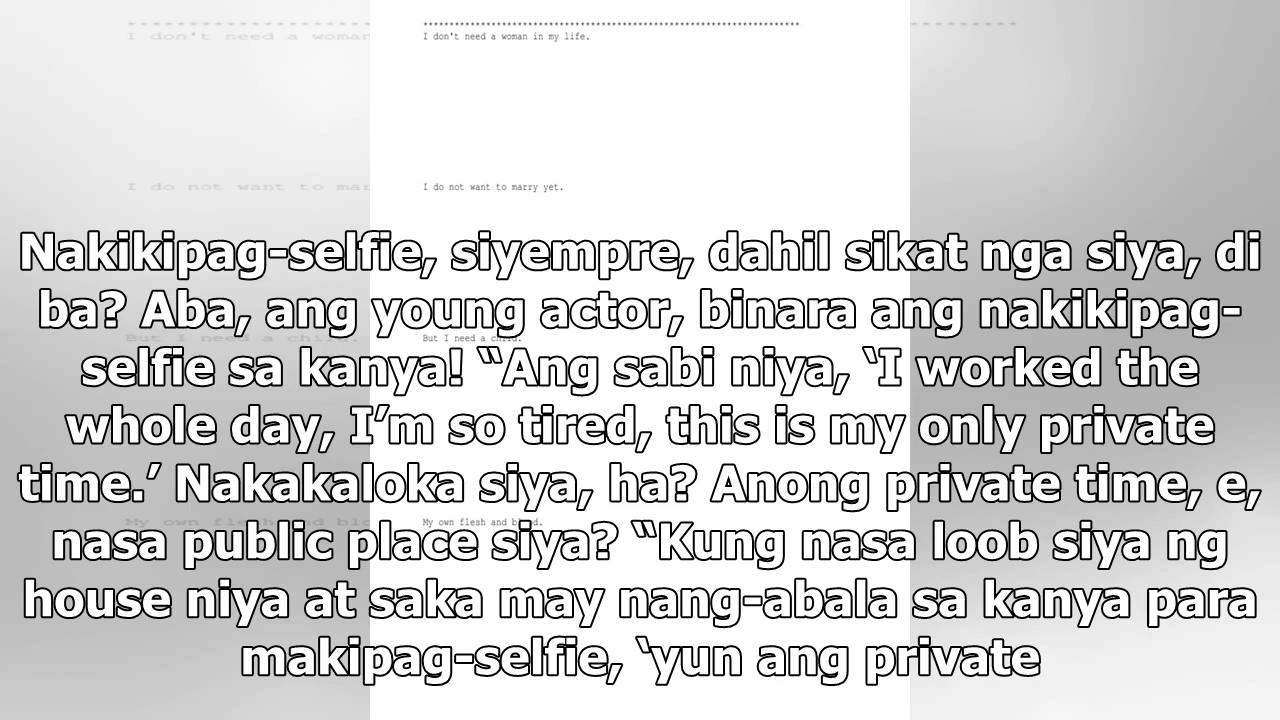 ************************************************************************
I don't need a woman in my life.
I do not want to marry yet.
Nakikipag-selfie, siyempre, dahil sikat nga siya, di
ba? Aba, ang young actor, binara ang nakikipag-
But I need a child.
selfie sa kanya! “Ang sabi niya, ‘I worked the
whole day, I’m so tired, this is my only private
time.’ Nakakaloka siya, ha? Anong private time, e,
My own flesh and blood.
nasa public place siya? “Kung nasa loob siya ng
house niya at saka may nang-abala sa kanya para
makipag-selfie, ‘yun ang private